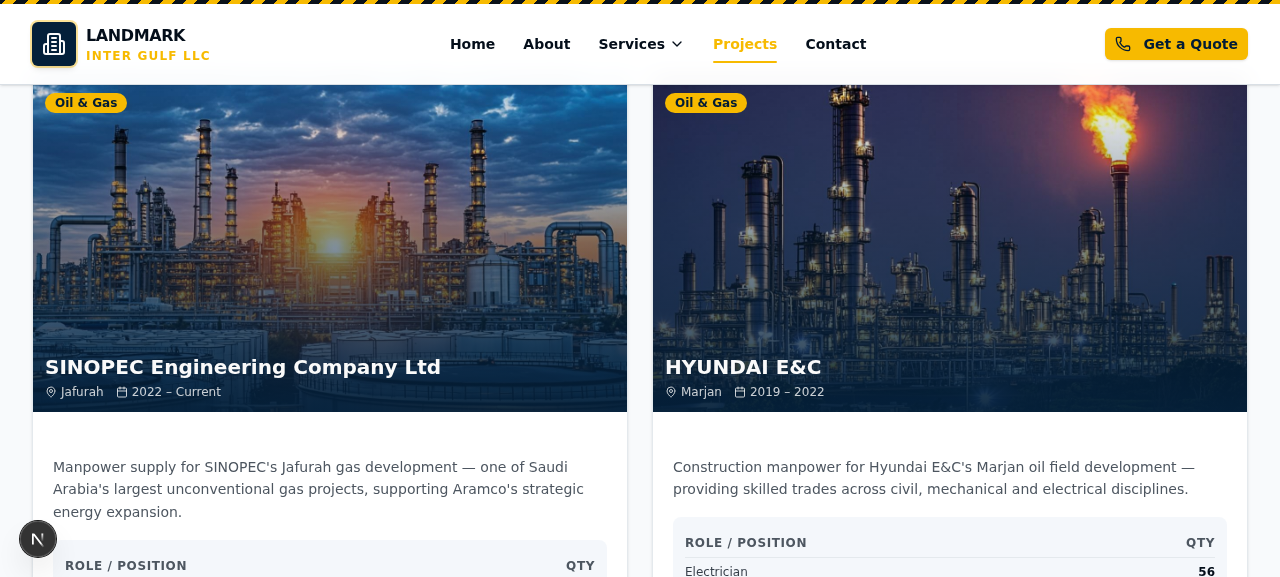 LANDMARK
INTER GULF LLC
Home
About
Services
Projects
Contact
Get a Quote
Oil & Gas
SINOPEC Engineering Company Ltd
Jafurah
2022 – Current
Manpower supply for SINOPEC's Jafurah gas development — one of Saudi
Arabia's largest unconventional gas projects, supporting Aramco's strategic
energy expansion.
ROLE / POSITION
QTY
Oil & Gas
HYUNDAI E&C
Marjan
2019 – 2022
Construction manpower for Hyundai E&C's Marjan oil field development —
providing skilled trades across civil, mechanical and electrical disciplines.
ROLE / POSITION
QTY
Electrician
56
N